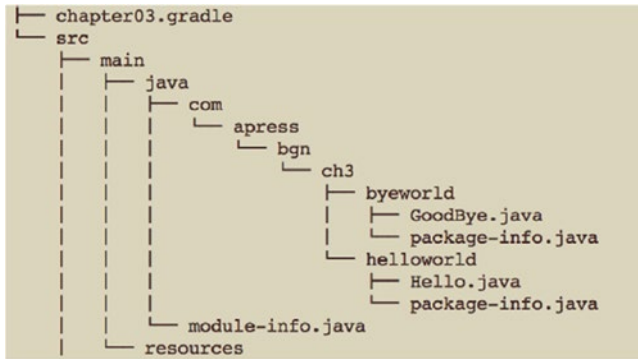 ├── chapter03.gradle
└── src
    ├── main
    │   ├── java
    │   │   ├── com
    │   │   │   └── apress
    │   │   │       └── bgn
    │   │   │           └── ch3
    │   │   │               ├── byeworld
    │   │   │               │   ├── GoodBye.java
    │   │   │               │   └── package-info.java
    │   │   │               └── helloworld
    │   │   │                   ├── Hello.java
    │   │   │                   └── package-info.java
    │   │   └── module-info.java
    │   └── resources